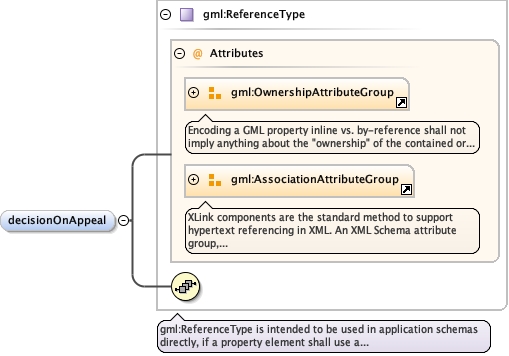 gml:ReferenceType
@ Attributes
gml:OwnershipAttributeGroup
Encoding a GML property inline vs. by-reference shall not
imply anything about the "ownership" of the contained or...
gml:AssociationAttributeGroup
XLink components are the standard method to support
hypertext referencing in XML. An XML Schema attribute
group,...
decisionOnAppeal
gml:ReferenceType is intended to be used in application schemas
directly, if a property element shall use a...